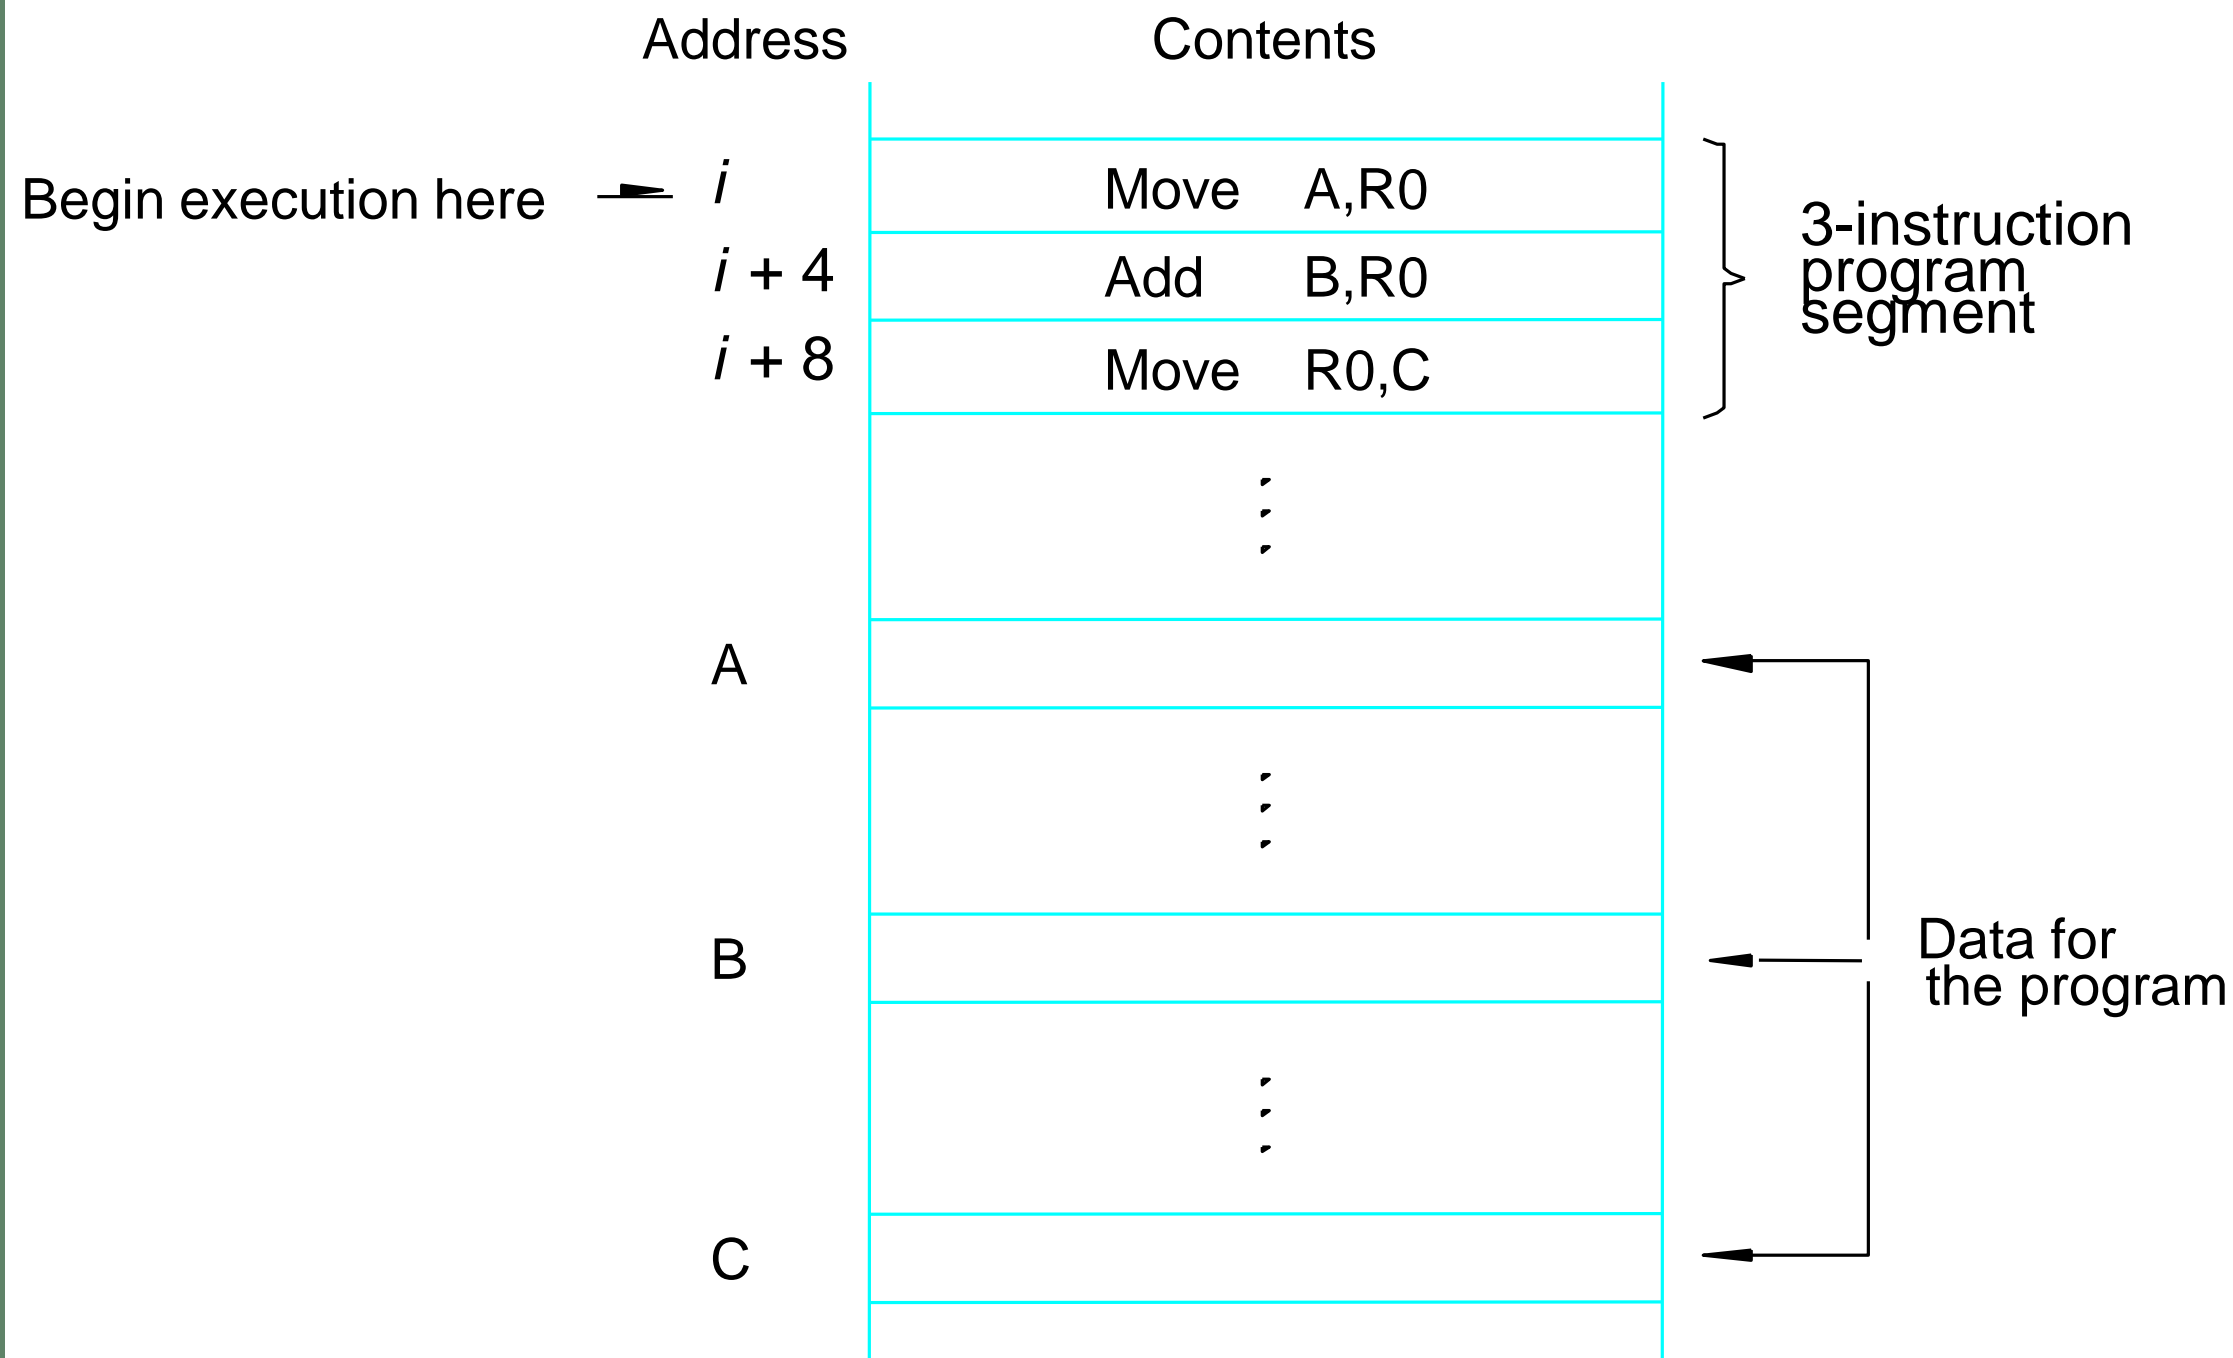 Address Contents
Begin execution here i Move A,R0
i + 4 Add B,R0
i + 8 Move R0,C
3-instruction
program
segment
A
B
Data for
the program
C